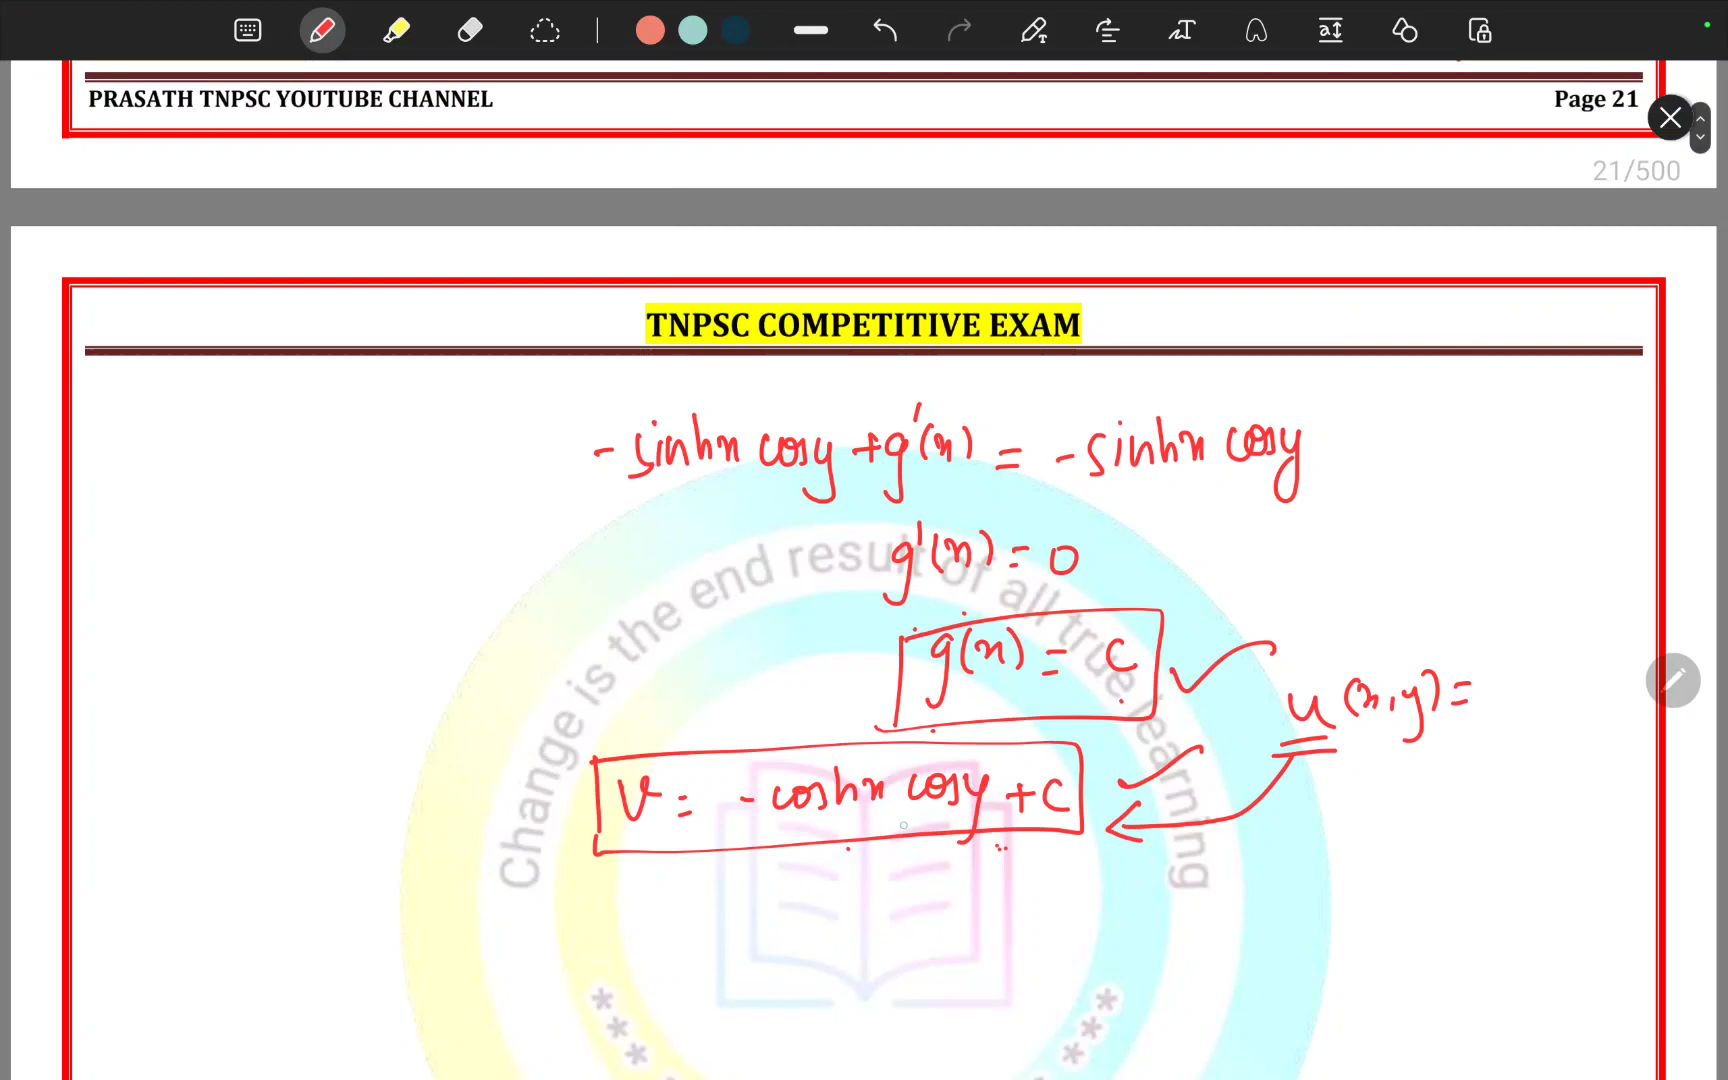 PRASATH TNPSC YOUTUBE CHANNEL
Page 21
21/500
TNPSC COMPETITIVE EXAM
- sinhx cosy + g'(x) = - sinhx cosy
g'(x) = 0
g(x) = c
u(x,y) =
V = - coshx cosy + c
Change is the end result of all true learning